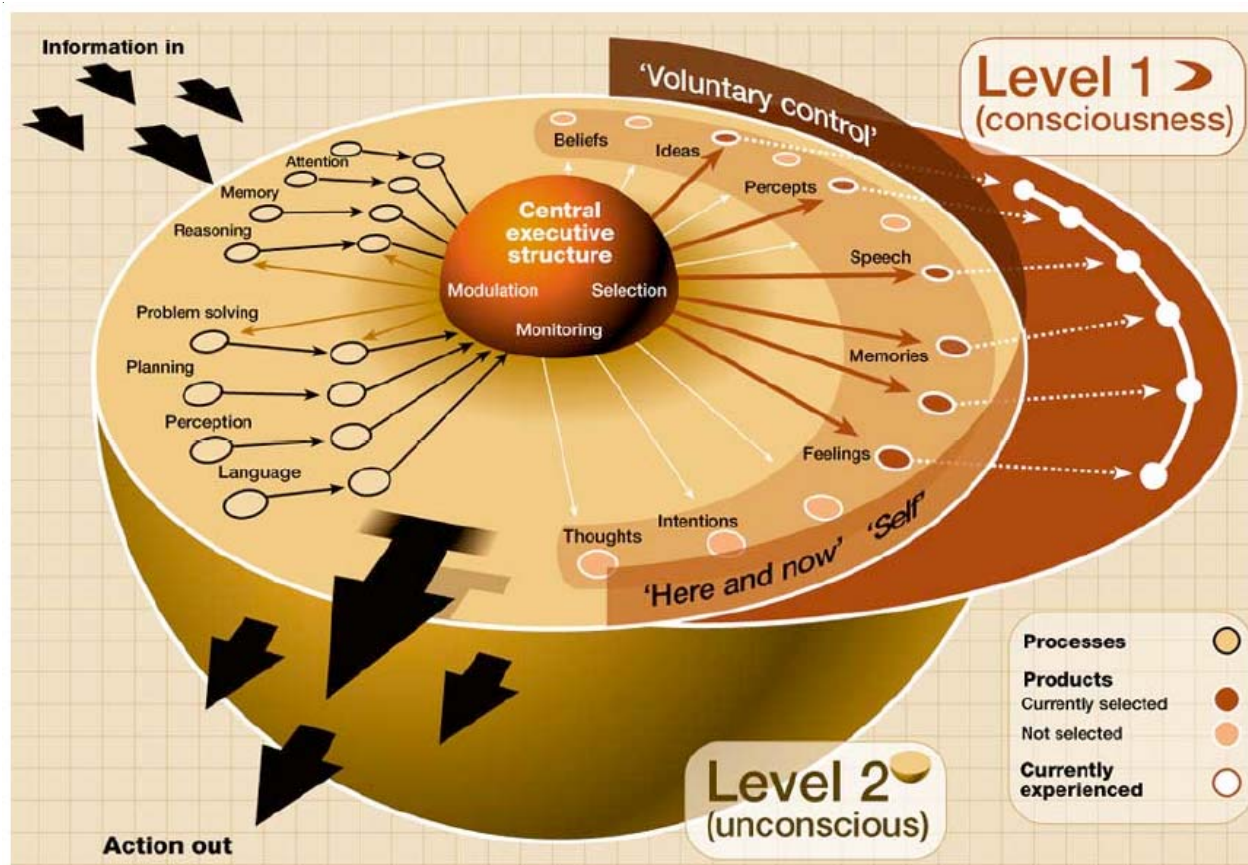 Information in
Level 1
(consciousness)
'Voluntary control'
Beliefs
Ideas
Percepts
Attention
Memory
Reasoning
Central
executive
structure
Modulation
Selection
Monitoring
Speech
Problem solving
Planning
Perception
Language
Memories
Feelings
Thoughts
Intentions
'Here and now'
'Self'
Processes
Products
Currently selected
Not selected
Currently
experienced
Level 2
(unconscious)
Action out